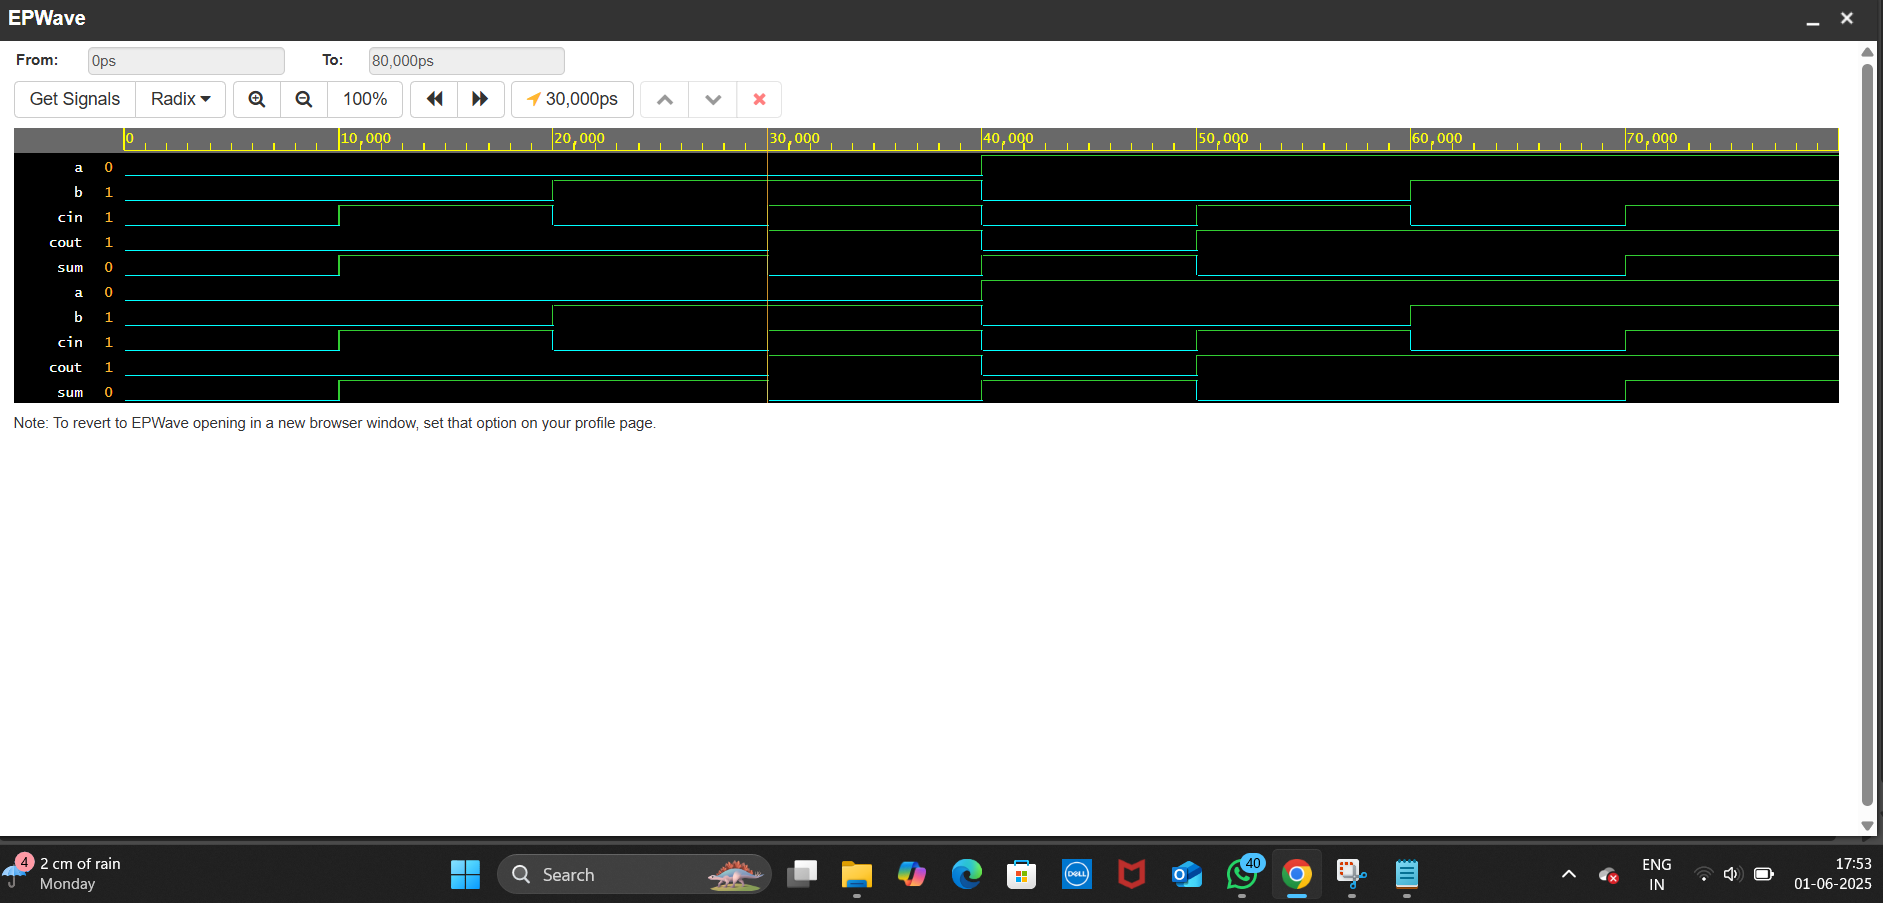 EPWave
From: 0ps To: 80,000ps
Get Signals Radix 100% 30,000ps
0 10,000 20,000 30,000 40,000 50,000 60,000 70,000
a 0
b 1
cin 1
cout 1
sum 0
a 0
b 1
cin 1
cout 1
sum 0
Note: To revert to EPWave opening in a new browser window, set that option on your profile page.
4 2 cm of rain
Monday
Search
DELL
40
ENG
IN
17:53
01-06-2025